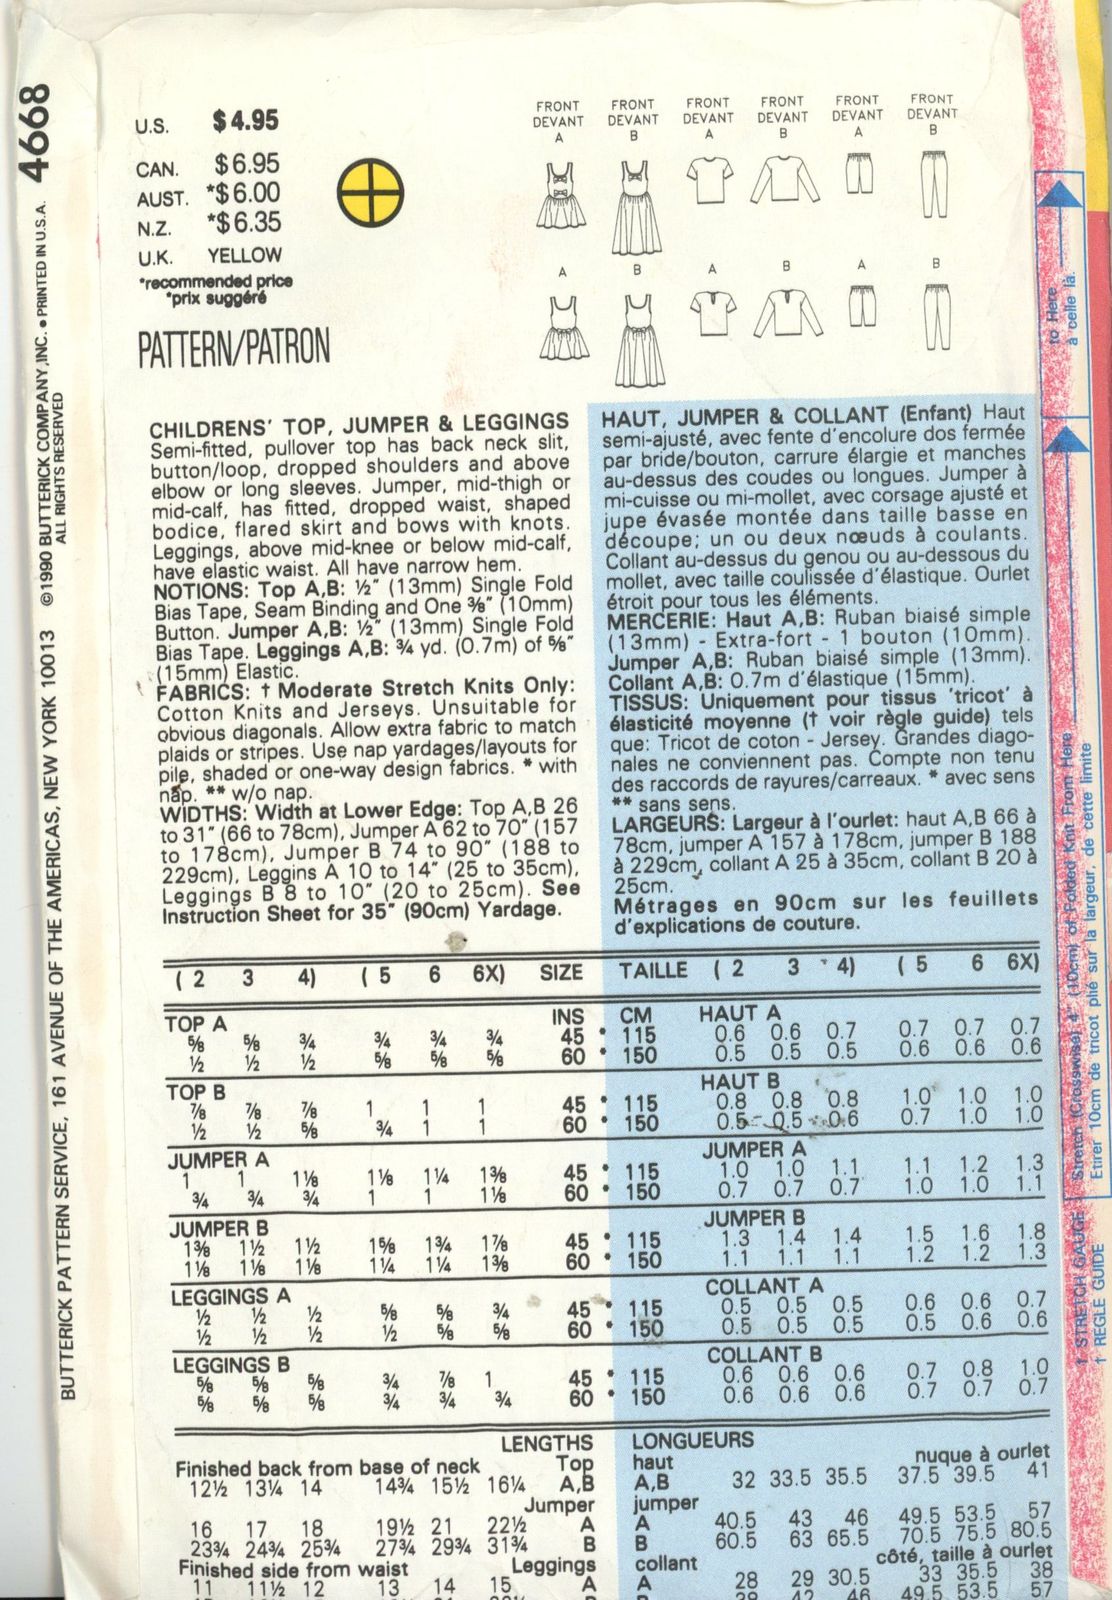 4668
©1990 BUTTERICK COMPANY, INC. • PRINTED IN U.S.A.
ALL RIGHTS RESERVED
BUTTERICK PATTERN SERVICE, 161 AVENUE OF THE AMERICAS, NEW YORK 10013
U.S. $4.95
CAN. $6.95
AUST. *$6.00
N.Z. *$6.35
U.K. YELLOW
*recommended price
*prix suggéré
PATTERN/PATRON
FRONT FRONT FRONT FRONT FRONT FRONT
DEVANT DEVANT DEVANT DEVANT DEVANT DEVANT
A B A B A B
A B A B A B
CHILDRENS' TOP, JUMPER & LEGGINGS
Semi-fitted, pullover top has back neck slit,
button/loop, dropped shoulders and above
elbow or long sleeves. Jumper, mid-thigh or
mid-calf, has fitted, dropped waist, shaped
bodice, flared skirt and bows with knots.
Leggings, above mid-knee or below mid-calf,
have elastic waist. All have narrow hem.
NOTIONS: Top A,B: ½" (13mm) Single Fold
Bias Tape, Seam Binding and One ⅜" (10mm)
Button. Jumper A,B: ½" (13mm) Single Fold
Bias Tape. Leggings A,B: ¾ yd. (0.7m) of ⅝"
(15mm) Elastic.
FABRICS: † Moderate Stretch Knits Only:
Cotton Knits and Jerseys. Unsuitable for
obvious diagonals. Allow extra fabric to match
plaids or stripes. Use nap yardages/layouts for
pile, shaded or one-way design fabrics. * with
nap. ** w/o nap.
WIDTHS: Width at Lower Edge: Top A,B 26
to 31" (66 to 78cm), Jumper A 62 to 70" (157
to 178cm), Jumper B 74 to 90" (188 to
229cm), Leggins A 10 to 14" (25 to 35cm),
Leggings B 8 to 10" (20 to 25cm). See
Instruction Sheet for 35" (90cm) Yardage.
HAUT, JUMPER & COLLANT (Enfant) Haut
semi-ajusté, avec fente d'encolure dos fermée
par bride/bouton, carrure élargie et manches
au-dessus des coudes ou longues. Jumper à
mi-cuisse ou mi-mollet, avec corsage ajusté et
jupe évasée montée dans taille basse en
découpe; un ou deux nœuds à coulants.
Collant au-dessus du genou ou au-dessous du
mollet, avec taille coulissée d'élastique. Ourlet
étroit pour tous les éléments.
MERCERIE: Haut A,B: Ruban biaisé simple
(13mm) - Extra-fort - 1 bouton (10mm).
Jumper A,B: Ruban biaisé simple (13mm).
Collant A,B: 0.7m d'élastique (15mm).
TISSUS: Uniquement pour tissus 'tricot' à
élasticité moyenne († voir règle guide) tels
que: Tricot de coton - Jersey. Grandes diago-
nales ne conviennent pas. Compte non tenu
des raccords de rayures/carreaux. * avec sens
** sans sens.
LARGEURS: Largeur à l'ourlet: haut A,B 66 à
78cm, jumper A 157 à 178cm, jumper B 188
à 229cm, collant A 25 à 35cm, collant B 20 à
25cm.
Métrages en 90cm sur les feuillets
d'explications de couture.
( 2 3 4) ( 5 6 6X) SIZE TAILLE ( 2 3 4) ( 5 6 6X)
TOP A INS CM HAUT A
⅝ ⅝ ¾ ¾ ¾ ¾ 45 * 115 0.6 0.6 0.7 0.7 0.7 0.7
½ ½ ½ ⅝ ⅝ ⅝ 60 * 150 0.5 0.5 0.5 0.6 0.6 0.6
TOP B HAUT B
⅞ ⅞ ⅞ 1 1 1 45 * 115 0.8 0.8 0.8 1.0 1.0 1.0
½ ½ ⅝ ¾ 1 1 60 * 150 0.5 0.5 0.6 0.7 1.0 1.0
JUMPER A JUMPER A
1 1 1⅛ 1⅛ 1¼ 1⅜ 45 * 115 1.0 1.0 1.1 1.1 1.2 1.3
¾ ¾ ¾ 1 1 1⅛ 60 * 150 0.7 0.7 0.7 1.0 1.0 1.1
JUMPER B JUMPER B
1⅜ 1½ 1½ 1⅝ 1¾ 1⅞ 45 * 115 1.3 1.4 1.4 1.5 1.6 1.8
1⅛ 1⅛ 1⅛ 1¼ 1¼ 1⅜ 60 * 150 1.1 1.1 1.1 1.2 1.2 1.3
LEGGINGS A COLLANT A
½ ½ ½ ⅝ ⅝ ¾ 45 * 115 0.5 0.5 0.5 0.6 0.6 0.7
½ ½ ½ ½ ⅝ ⅝ 60 * 150 0.5 0.5 0.5 0.5 0.6 0.6
LEGGINGS B COLLANT B
⅝ ⅝ ⅝ ¾ ⅞ 1 45 * 115 0.6 0.6 0.6 0.7 0.8 1.0
⅝ ⅝ ⅝ ¾ ¾ ¾ 60 * 150 0.6 0.6 0.6 0.7 0.7 0.7
LENGTHS LONGUEURS
Finished back from base of neck Top haut nuque à ourlet
12½ 13¼ 14 14¾ 15½ 16¼ A,B A,B 32 33.5 35.5 37.5 39.5 41
Jumper jumper
16 17 18 19½ 21 22½ A A 40.5 43 46 49.5 53.5 57
23¾ 24¾ 25¾ 27¾ 29¾ 31¾ B B 60.5 63 65.5 70.5 75.5 80.5
Finished side from waist Leggings collant côté, taille à ourlet
11 11½ 12 13 14 15 A A 28 29 30.5 33 35.5 38
42 46 49.5 53.5 57
to Here
à celle là.
† STRETCH GAUGE Stretch (Crosswise) 4" (10cm) of Folded Knit From Here
† REGLE GUIDE Etirer 10cm de tricot plié sur la largeur, de cette limite